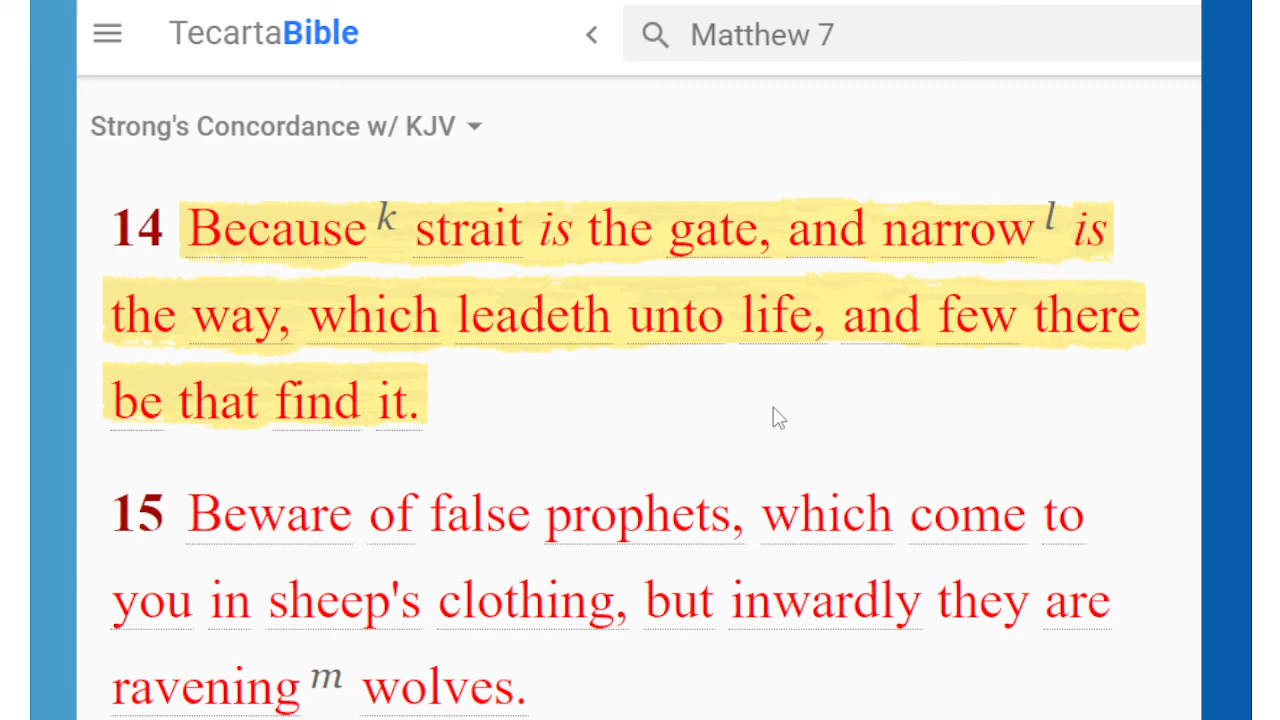 TecartaBible
Matthew 7
Strong's Concordance w/ KJV
14 Because k strait is the gate, and narrow l is
the way, which leadeth unto life, and few there
be that find it.
15 Beware of false prophets, which come to
you in sheep's clothing, but inwardly they are
ravening m wolves.